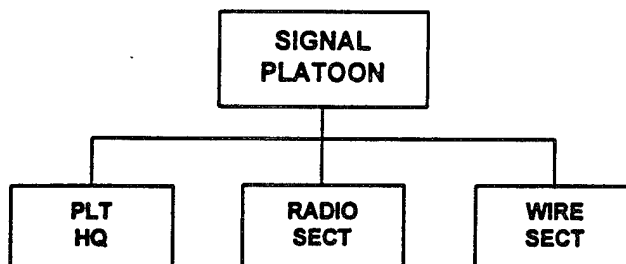 SIGNAL
PLATOON
PLT
HQ
RADIO
SECT
WIRE
SECT